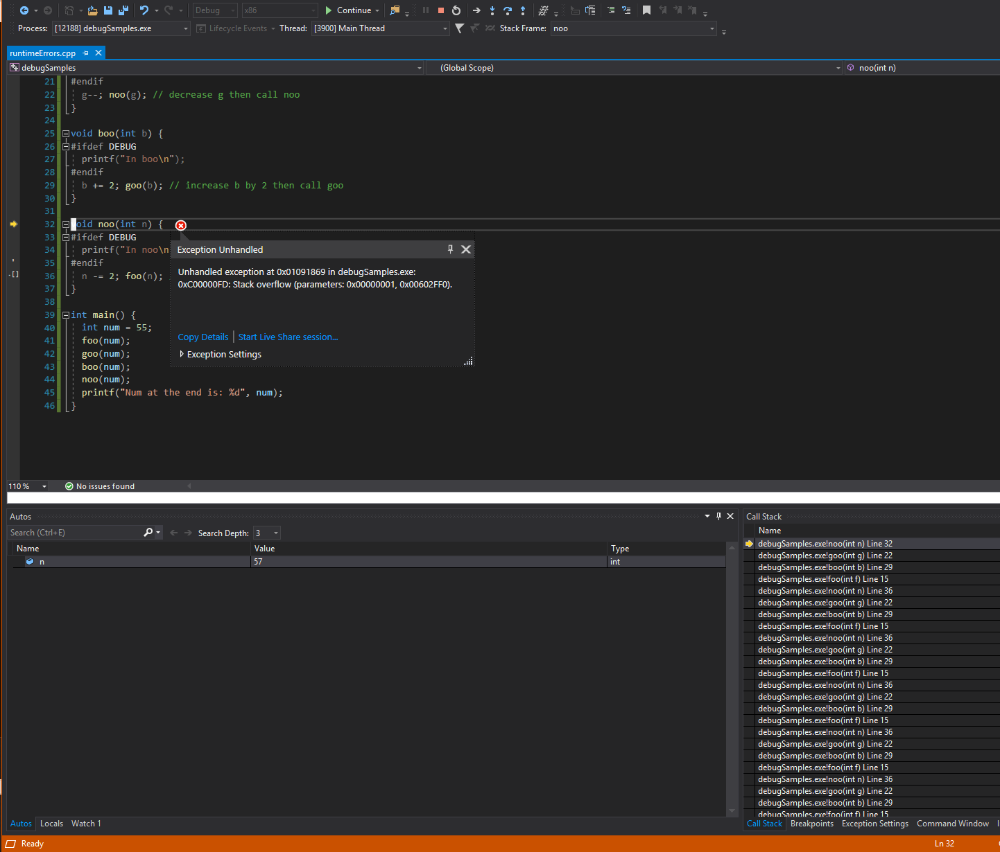 Debug x86 Continue
Process: [12188] debugSamples.exe Lifecycle Events Thread: [3900] Main Thread Stack Frame: noo
runtimeErrors.cpp
debugSamples (Global Scope) noo(int n)
21 #endif
22 g--; noo(g); // decrease g then call noo
23 }
24
25 void boo(int b) {
26 #ifdef DEBUG
27 printf("In boo\n");
28 #endif
29 b += 2; goo(b); // increase b by 2 then call goo
30 }
31
32 oid noo(int n) {
33 #ifdef DEBUG
34 printf("In noo\n
35 #endif
36 n -= 2; foo(n);
37 }
38
39 int main() {
40 int num = 55;
41 foo(num);
42 goo(num);
43 boo(num);
44 noo(num);
45 printf("Num at the end is: %d", num);
46 }
Exception Unhandled
Unhandled exception at 0x01091869 in debugSamples.exe:
0xC00000FD: Stack overflow (parameters: 0x00000001, 0x00602FF0).
Copy Details | Start Live Share session...
Exception Settings
110 % No issues found
Autos
Search (Ctrl+E) Search Depth: 3
Name Value Type
n 57 int
Autos Locals Watch 1
Call Stack
Name
debugSamples.exe!noo(int n) Line 32
debugSamples.exe!goo(int g) Line 22
debugSamples.exe!boo(int b) Line 29
debugSamples.exe!foo(int f) Line 15
debugSamples.exe!noo(int n) Line 36
debugSamples.exe!goo(int g) Line 22
debugSamples.exe!boo(int b) Line 29
debugSamples.exe!foo(int f) Line 15
debugSamples.exe!noo(int n) Line 36
debugSamples.exe!goo(int g) Line 22
debugSamples.exe!boo(int b) Line 29
debugSamples.exe!foo(int f) Line 15
debugSamples.exe!noo(int n) Line 36
debugSamples.exe!goo(int g) Line 22
debugSamples.exe!boo(int b) Line 29
debugSamples.exe!foo(int f) Line 15
debugSamples.exe!noo(int n) Line 36
debugSamples.exe!goo(int g) Line 22
debugSamples.exe!boo(int b) Line 29
debugSamples.exe!foo(int f) Line 15
debugSamples.exe!noo(int n) Line 36
debugSamples.exe!goo(int g) Line 22
debugSamples.exe!boo(int b) Line 29
debugSamples.exe!foo(int f) Line 15
Call Stack Breakpoints Exception Settings Command Window
Ready Ln 32